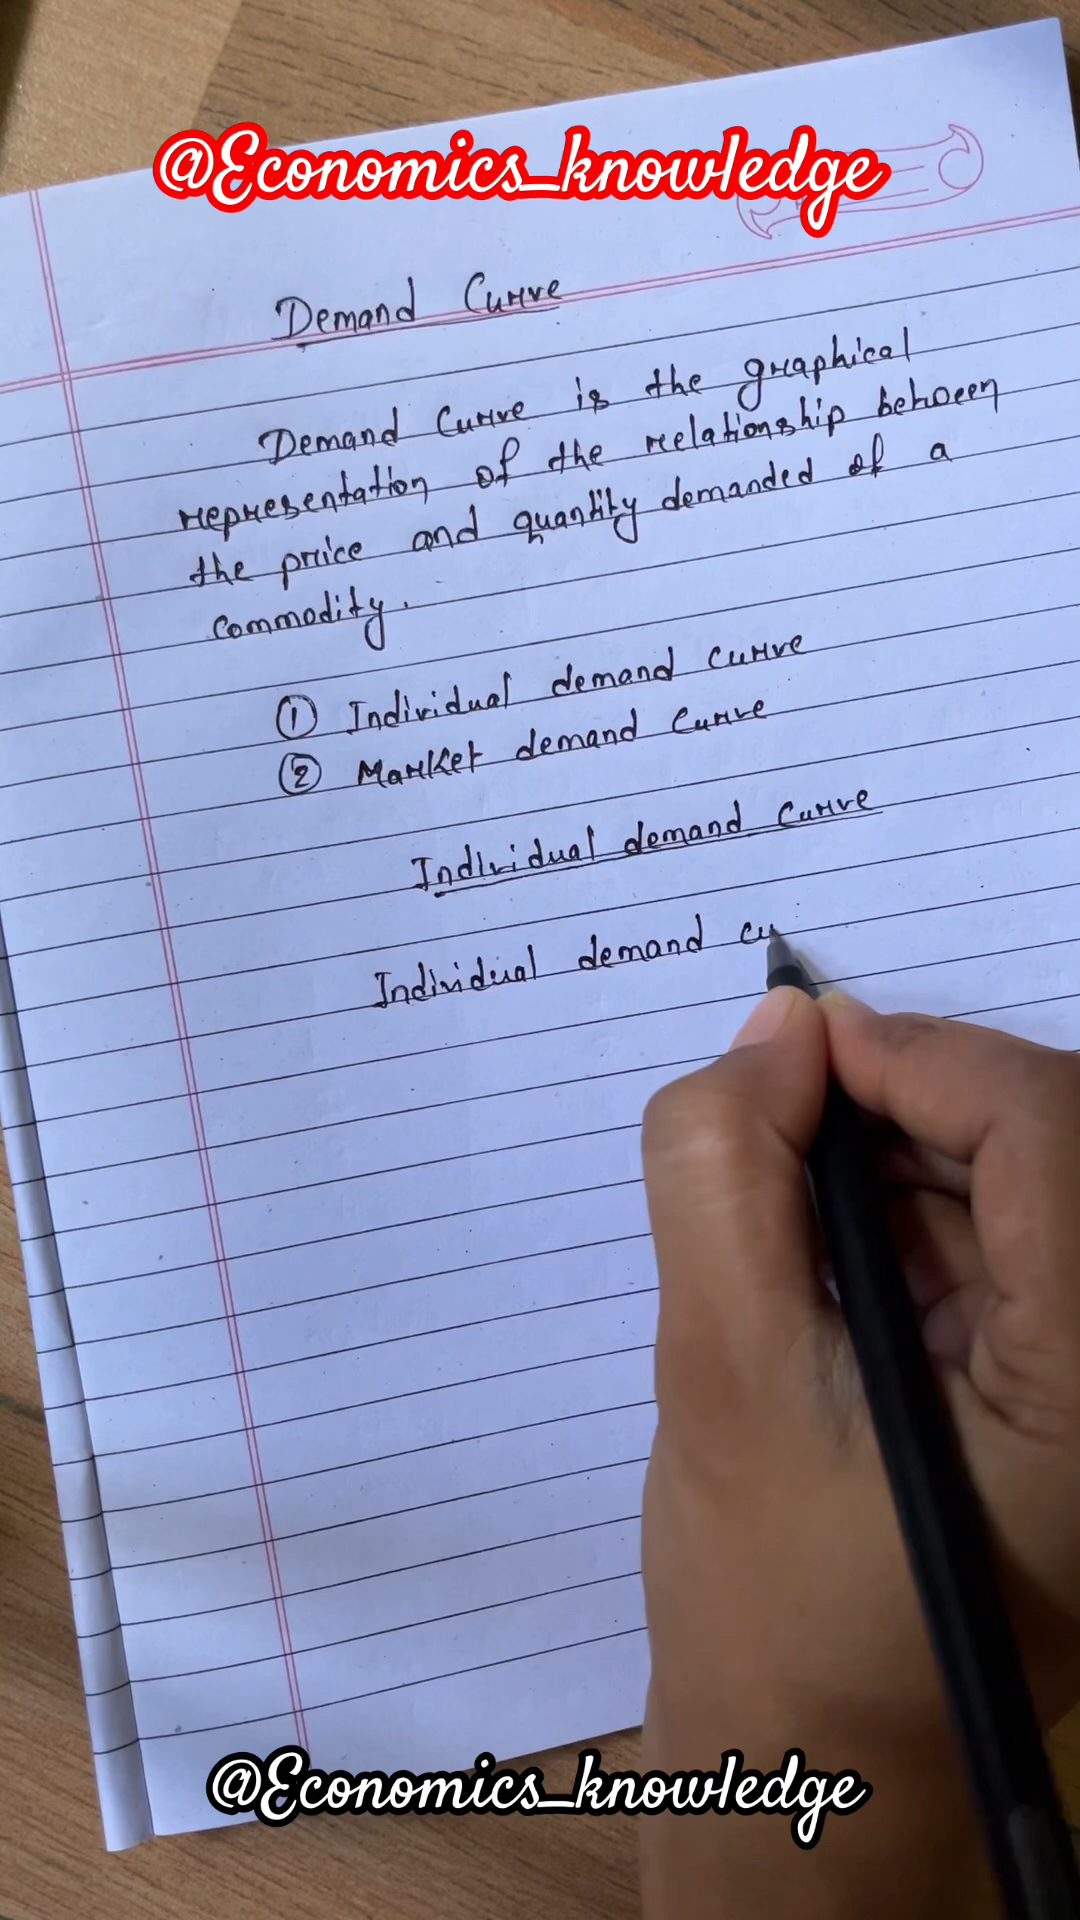 @Economics_knowledge
Demand Curve
Demand Curve is the graphical
representation of the relationship between
the price and quantity demanded of a
commodity.
① Individual demand curve
② Market demand Curve
Individual demand Curve
Individual demand cu
@Economics_knowledge